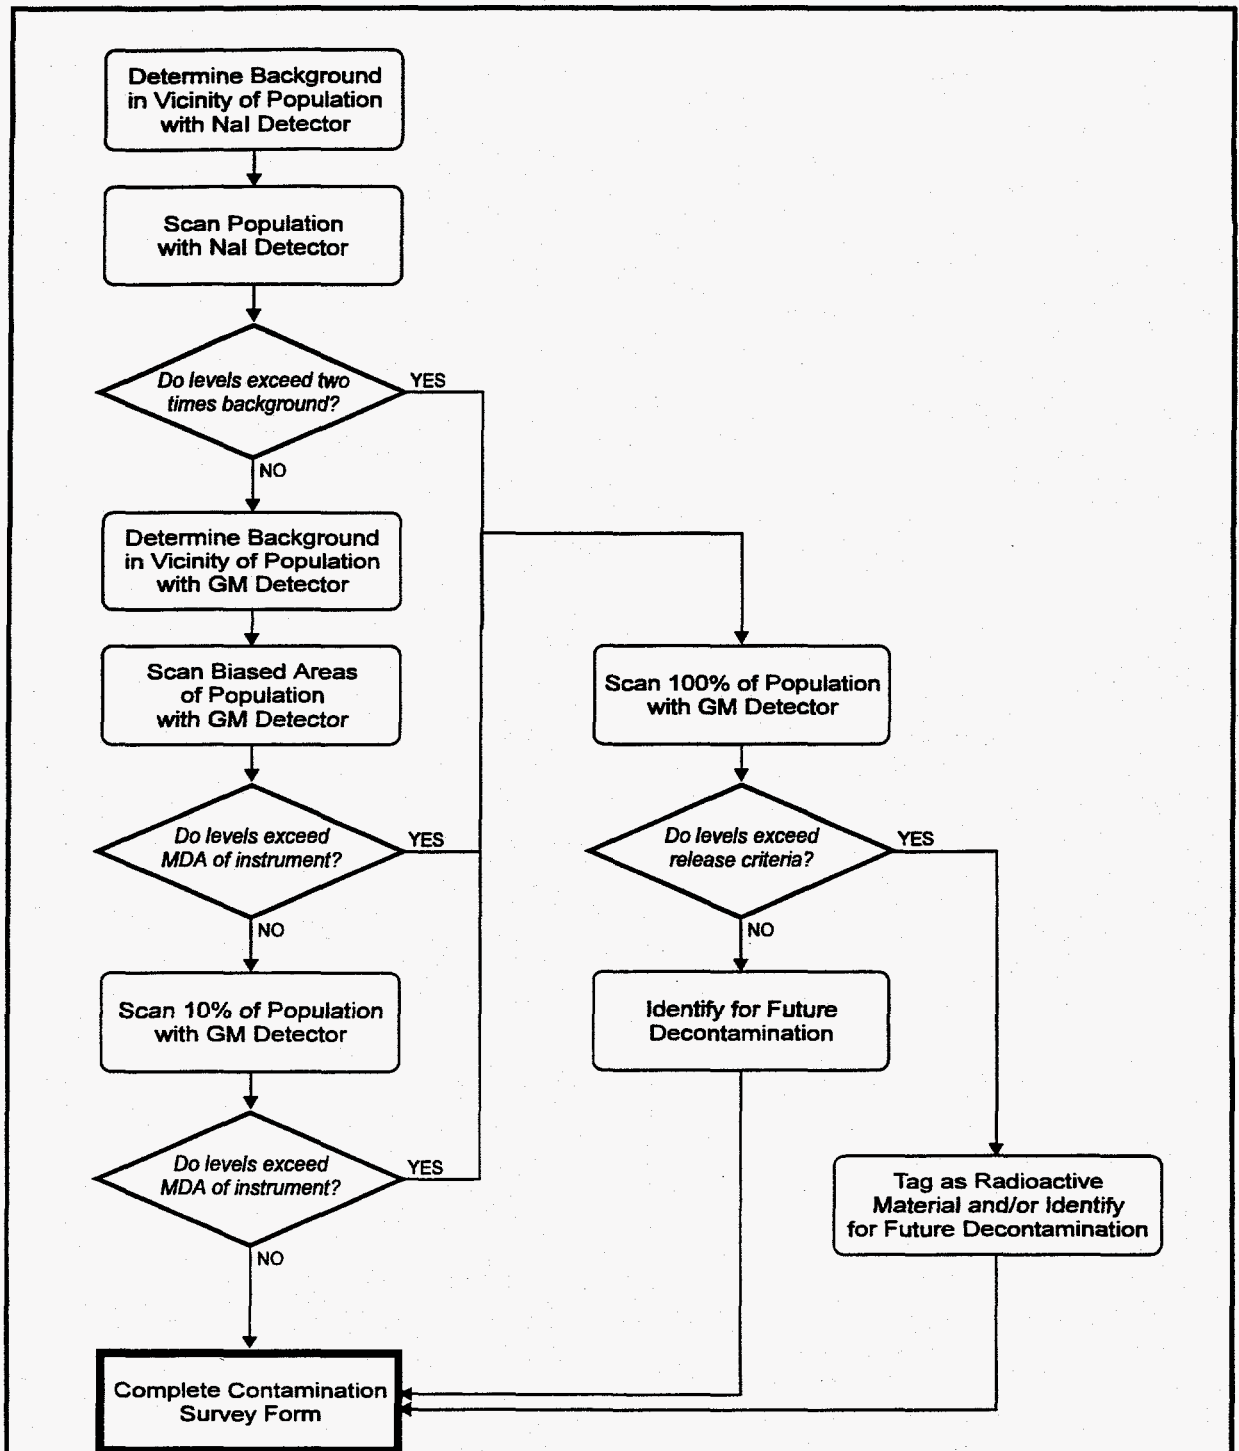 Determine Background
in Vicinity of Population
with NaI Detector
Scan Population
with NaI Detector
Do levels exceed two
times background?
YES
NO
Determine Background
in Vicinity of Population
with GM Detector
Scan Biased Areas
of Population
with GM Detector
Do levels exceed
MDA of instrument?
YES
NO
Scan 10% of Population
with GM Detector
Do levels exceed
MDA of instrument?
YES
NO
Scan 100% of Population
with GM Detector
Do levels exceed
release criteria?
YES
NO
Identify for Future
Decontamination
Tag as Radioactive
Material and/or Identify
for Future Decontamination
Complete Contamination
Survey Form